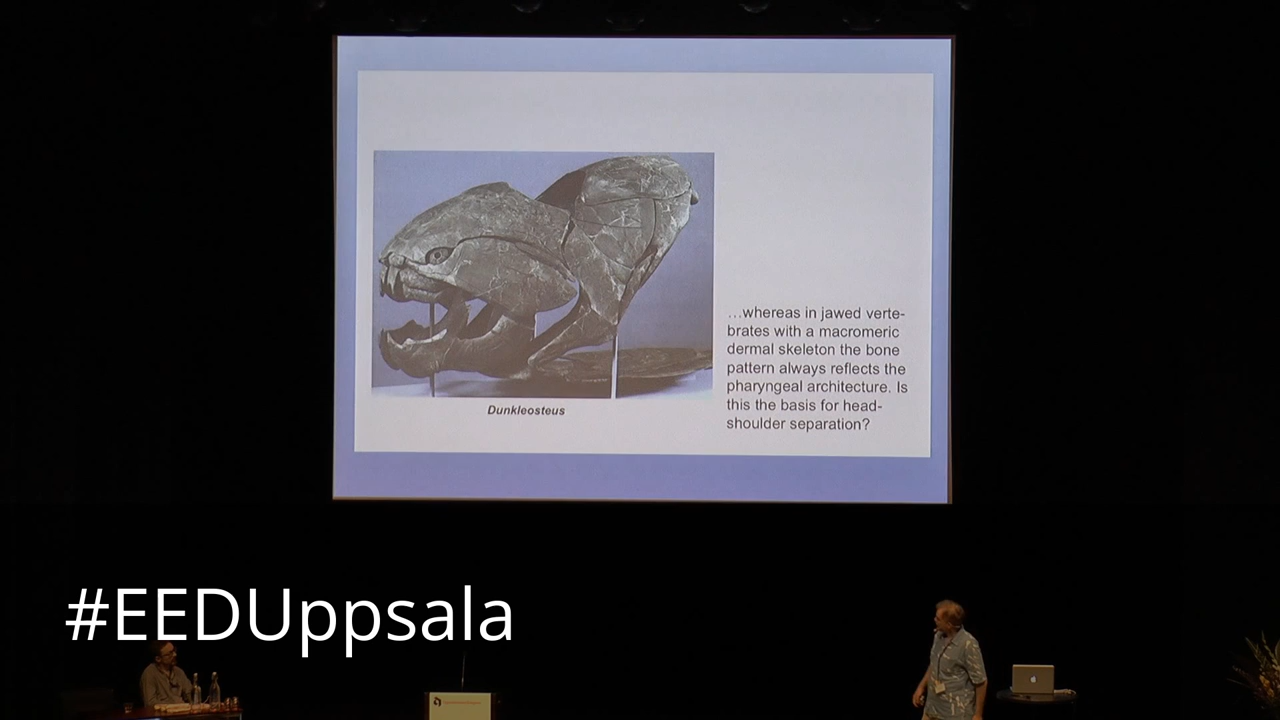 …whereas in jawed verte-
brates with a macromeric
dermal skeleton the bone
pattern always reflects the
pharyngeal architecture. Is
this the basis for head-
shoulder separation?
Dunkleosteus
#EEDUppsala